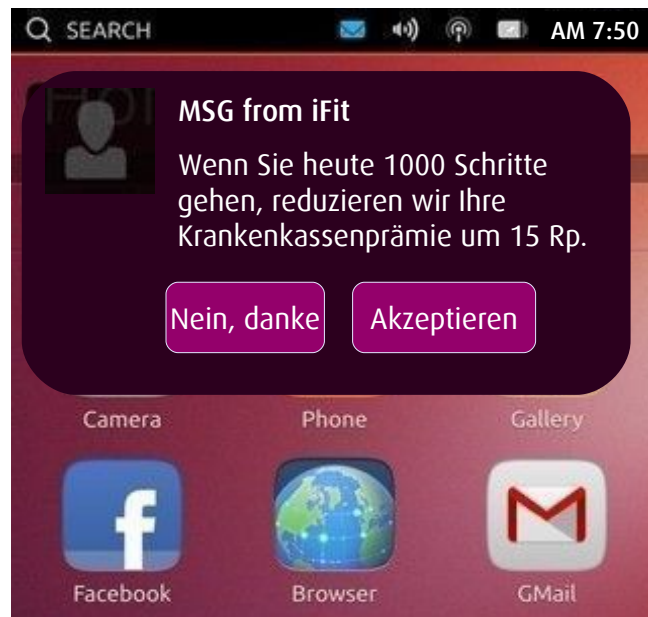 SEARCH
AM 7:50
MSG from iFit
Wenn Sie heute 1000 Schritte
gehen, reduzieren wir Ihre
Krankenkassenprämie um 15 Rp.
Nein, danke
Akzeptieren
Camera
Phone
Gallery
Facebook
Browser
GMail